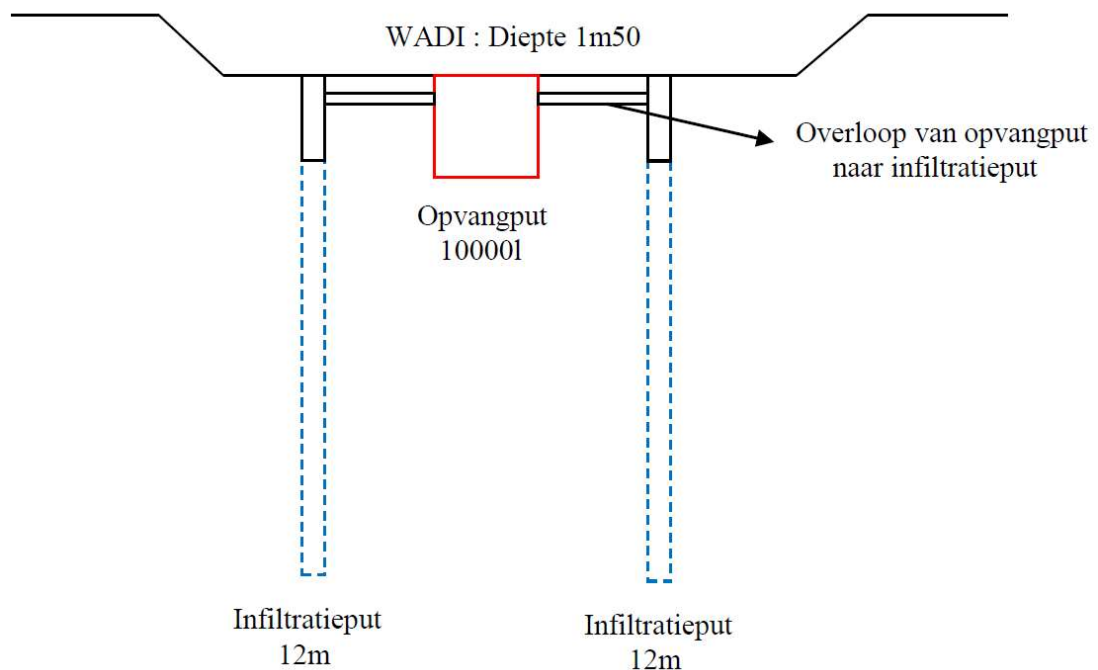 WADI : Diepte 1m50
Overloop van opvangput
naar infiltratieput
Opvangput
10000l
Infiltratieput
12m
Infiltratieput
12m